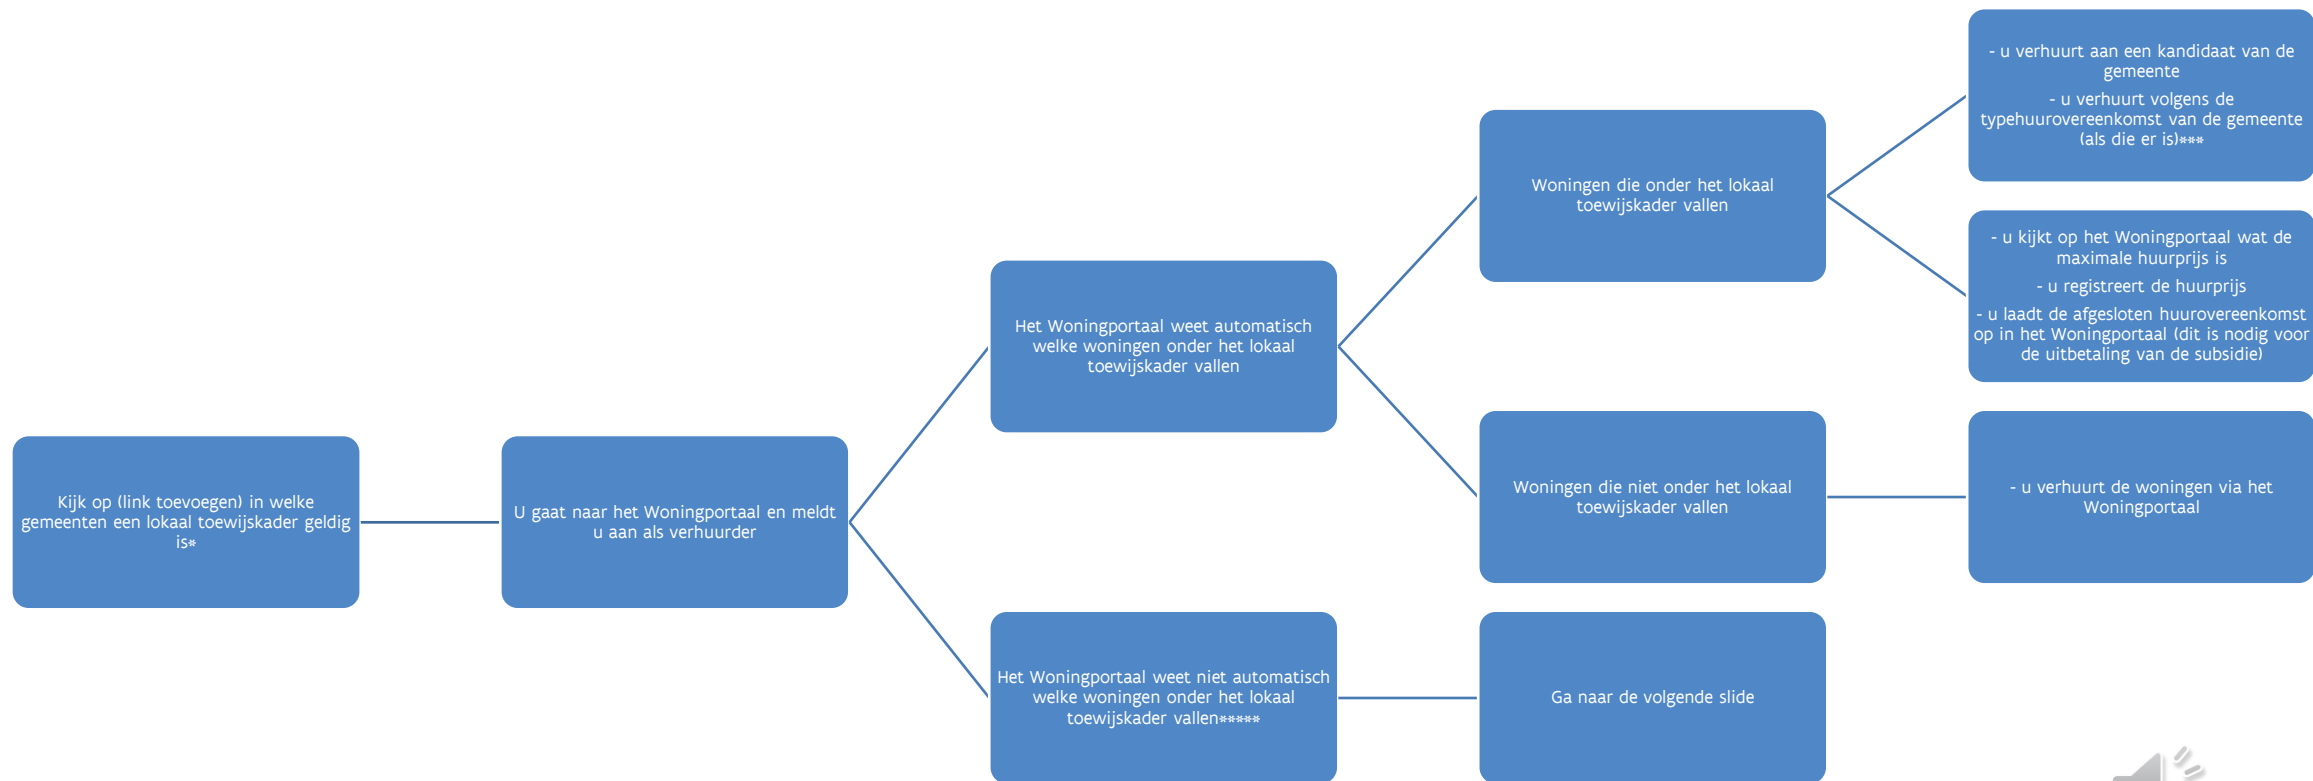 Kijk op (link toevoegen) in welke
gemeenten een lokaal toewijskader geldig
is*
U gaat naar het Woningportaal en meldt
u aan als verhuurder
Het Woningportaal weet automatisch
welke woningen onder het lokaal
toewijskader vallen
Woningen die onder het lokaal
toewijskader vallen
- u verhuurt aan een kandidaat van de
gemeente
- u verhuurt volgens de
typehuurovereenkomst van de gemeente
(als die er is)***
- u kijkt op het Woningportaal wat de
maximale huurprijs is
- u registreert de huurprijs
- u laadt de afgesloten huurovereenkomst
op in het Woningportaal (dit is nodig voor
de uitbetaling van de subsidie)
Woningen die niet onder het lokaal
toewijskader vallen
- u verhuurt de woningen via het
Woningportaal
Het Woningportaal weet niet automatisch
welke woningen onder het lokaal
toewijskader vallen*****
Ga naar de volgende slide